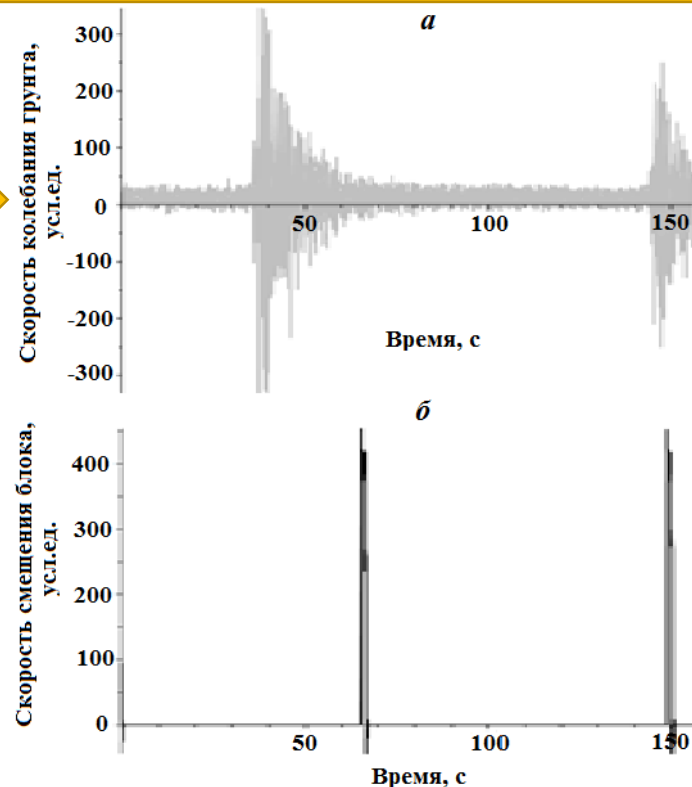 а
Скорость колебания грунта,
усл.ед.
300
200
100
0
-100
-200
-300
50
100
150
Время, с
б
Скорость смещения блока,
усл.ед.
400
300
200
100
0
50
100
150
Время, с